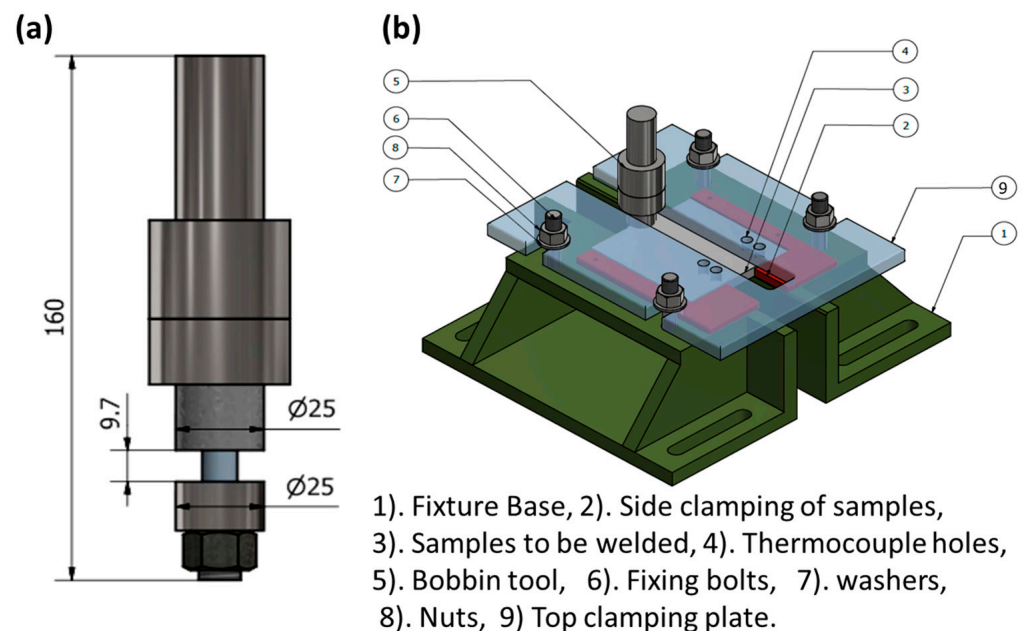 (a)
160
9.7
Ø25
Ø25
(b)
4
5
3
6
2
8
7
9
1
1). Fixture Base, 2). Side clamping of samples,
3). Samples to be welded, 4). Thermocouple holes,
5). Bobbin tool, 6). Fixing bolts, 7). washers,
8). Nuts, 9) Top clamping plate.